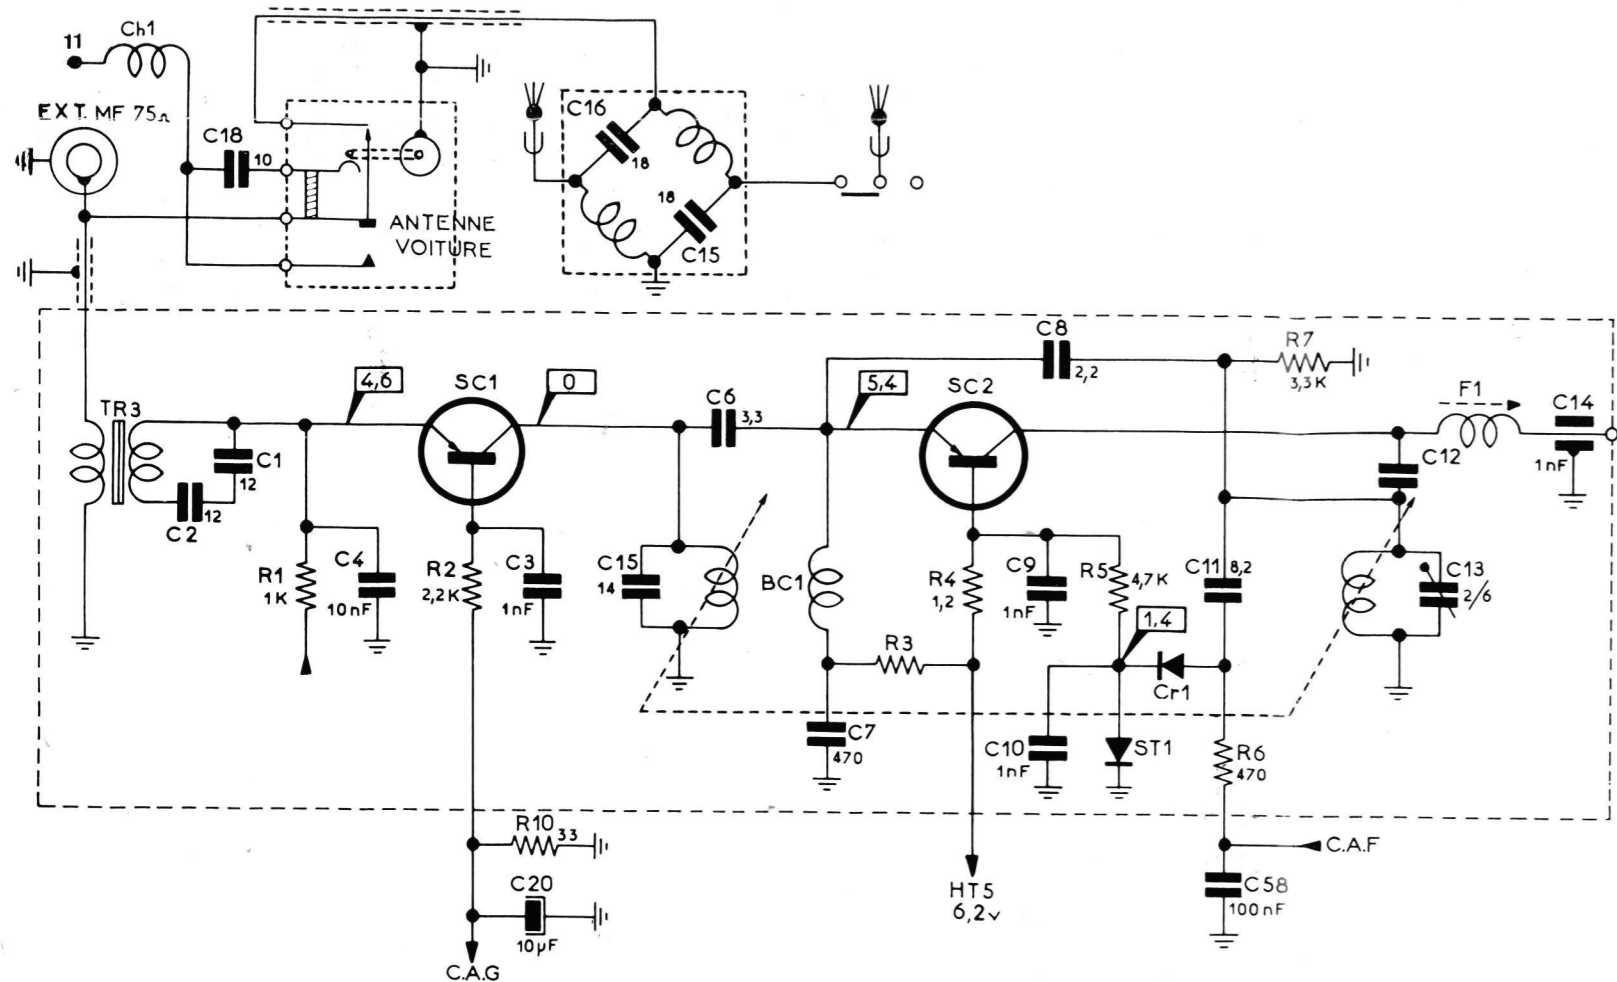 11
Ch1
EXT. MF 75Ω
C18
10
ANTENNE
VOITURE
C16
18
18
C15
TR3
C1
12
C2
12
4,6
SC1
0
C6
3,3
5,4
SC2
C8
2,2
R7
3,3K
F1
C14
1nF
C12
R1
1K
C4
10nF
R2
2,2K
C3
1nF
C15
14
BC1
R4
1,2
C9
1nF
R5
4,7K
C11
8,2
C13
2/6
1,4
R3
Cr1
C7
470
C10
1nF
ST1
R6
470
R10
33
C.A.F
C20
10µF
HT5
6,2v
C58
100nF
C.A.G